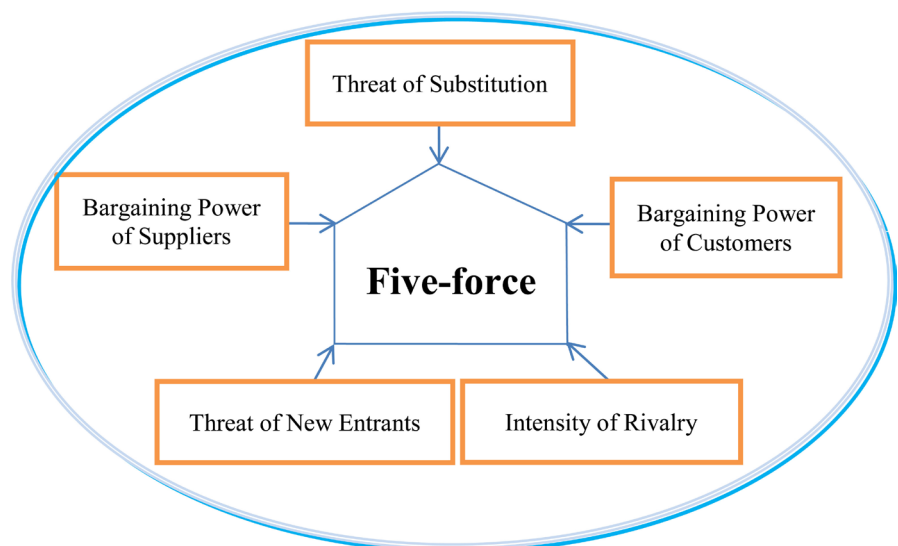 Threat of Substitution
Bargaining Power
of Suppliers
Bargaining Power
of Customers
Five-force
Threat of New Entrants
Intensity of Rivalry